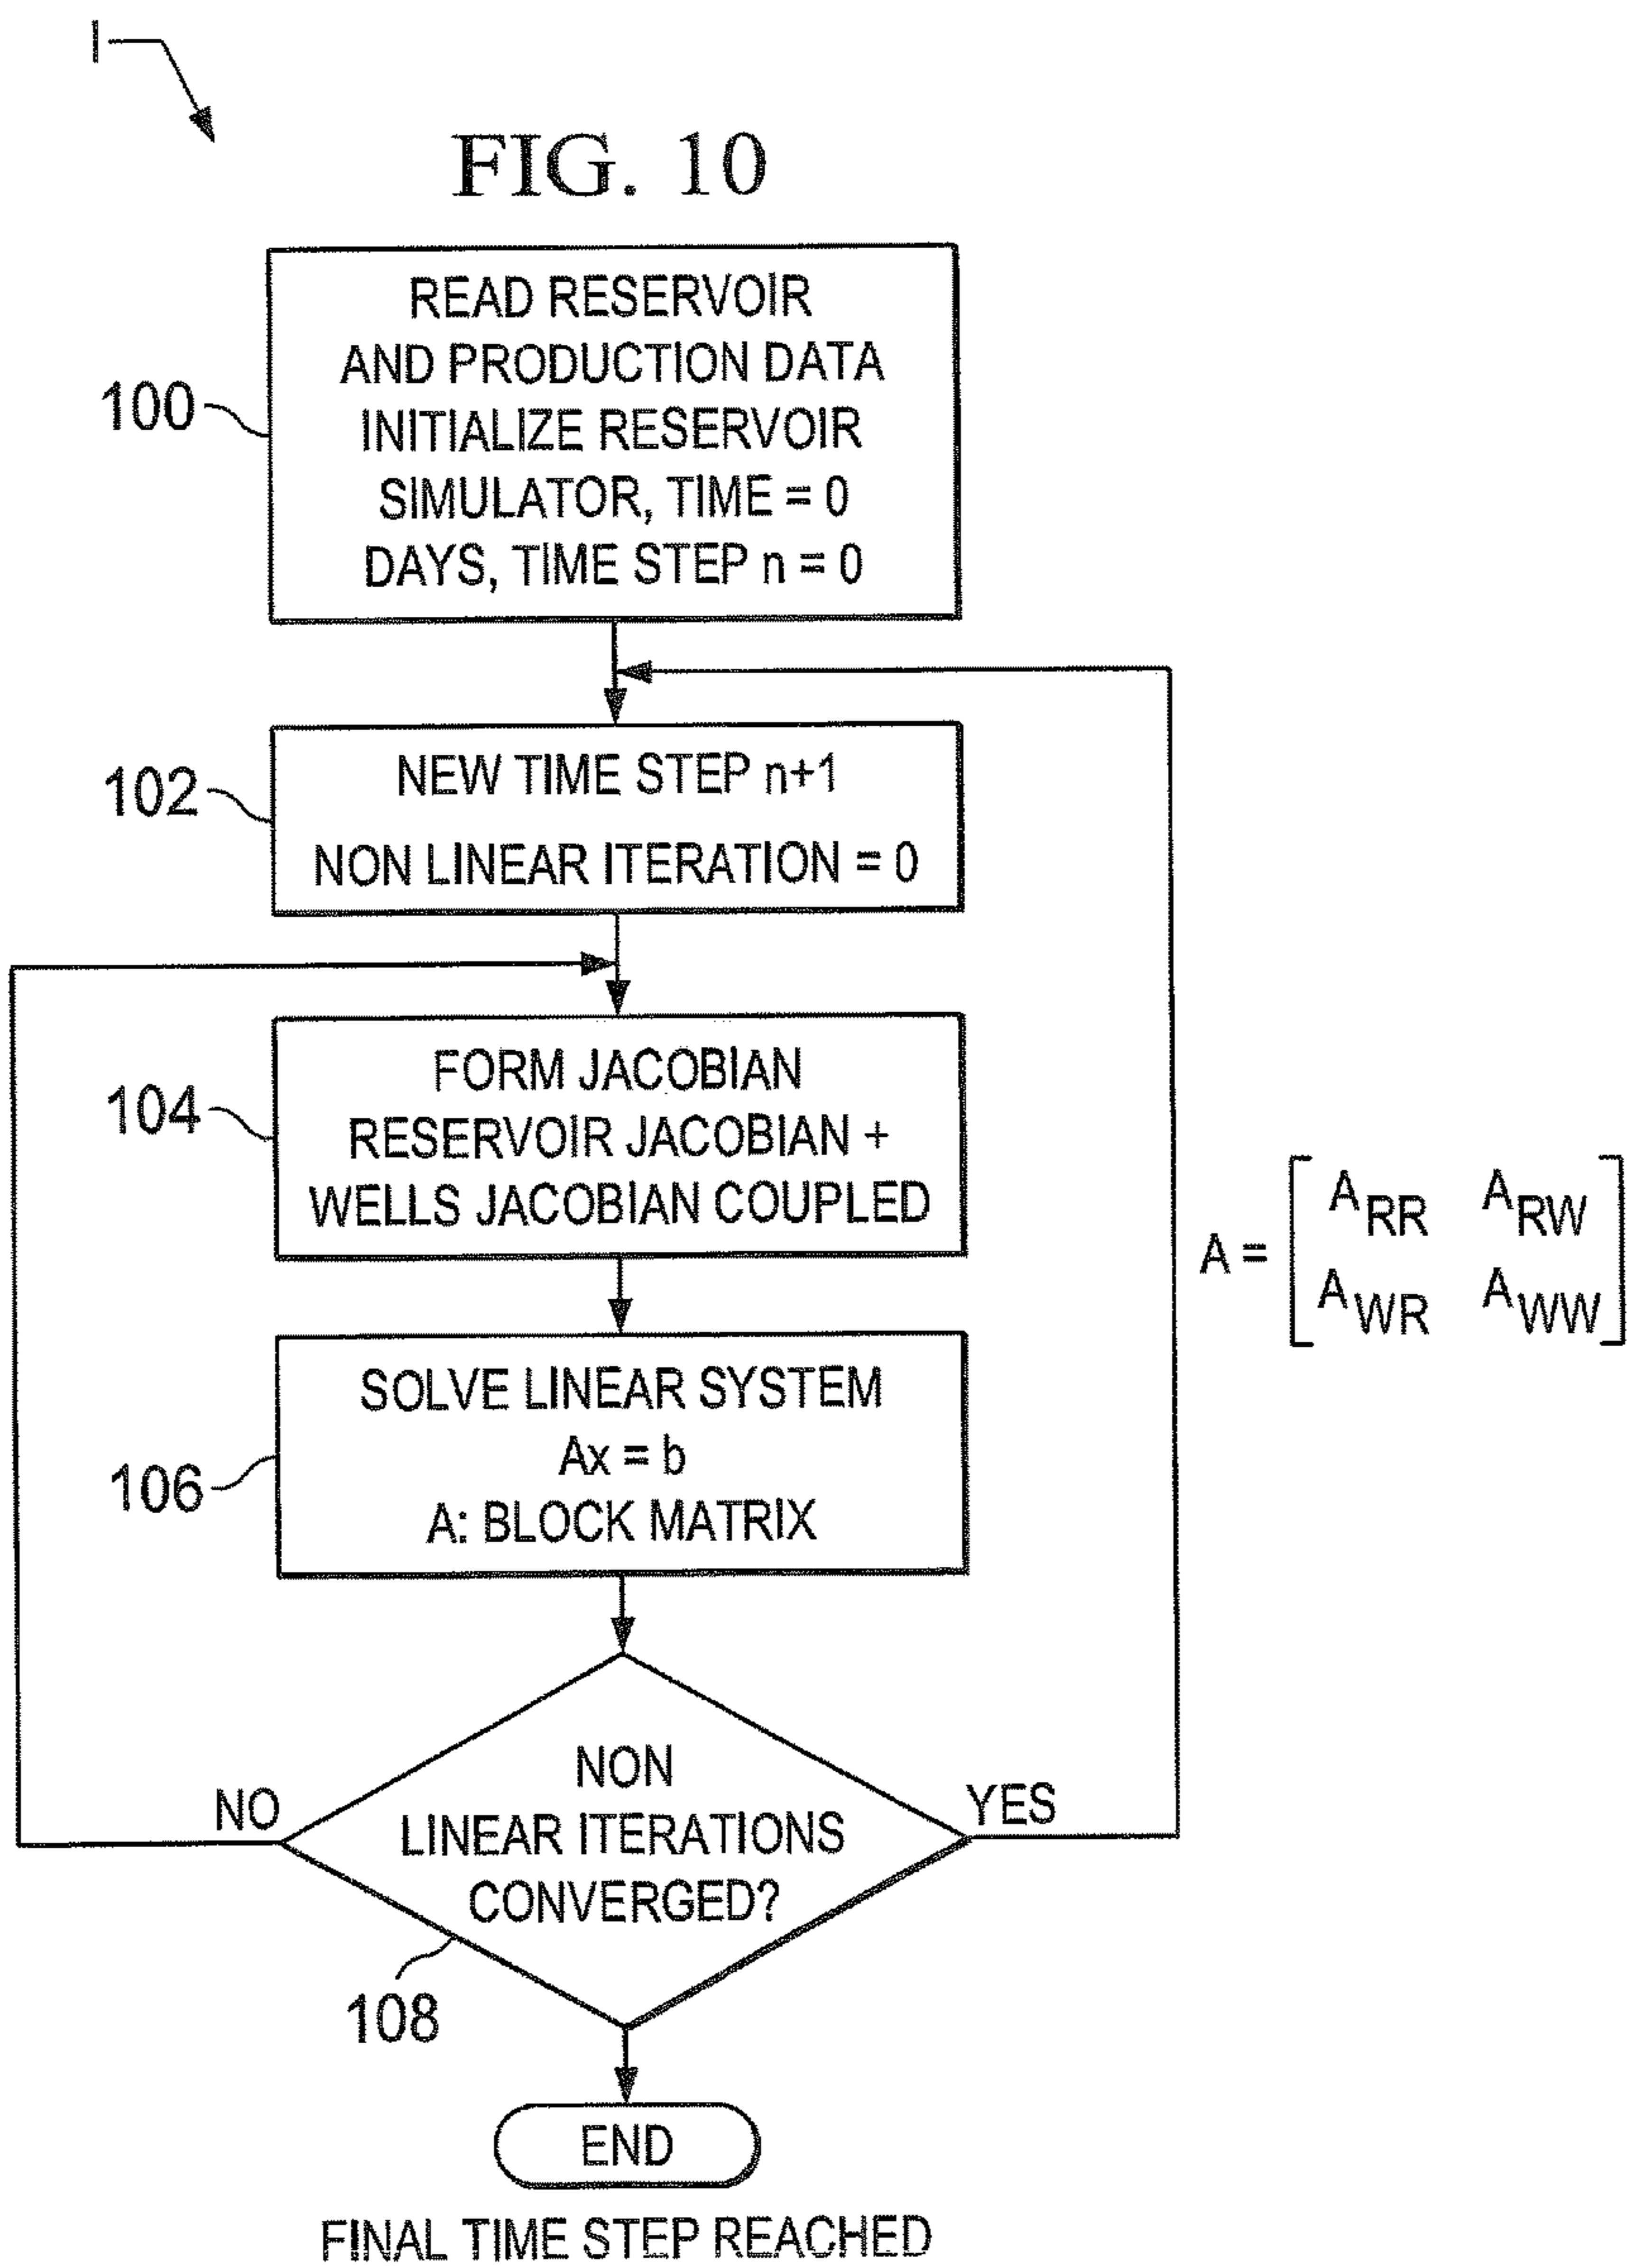 I
FIG. 10
READ RESERVOIR
AND PRODUCTION DATA
INITIALIZE RESERVOIR
SIMULATOR, TIME = 0
DAYS, TIME STEP n = 0
100
NEW TIME STEP n+1
NON LINEAR ITERATION = 0
102
FORM JACOBIAN
RESERVOIR JACOBIAN +
WELLS JACOBIAN COUPLED
104
A = [ A_RR A_RW
A_WR A_WW ]
SOLVE LINEAR SYSTEM
Ax = b
A: BLOCK MATRIX
106
NO
NON
LINEAR ITERATIONS
CONVERGED?
YES
108
END
FINAL TIME STEP REACHED